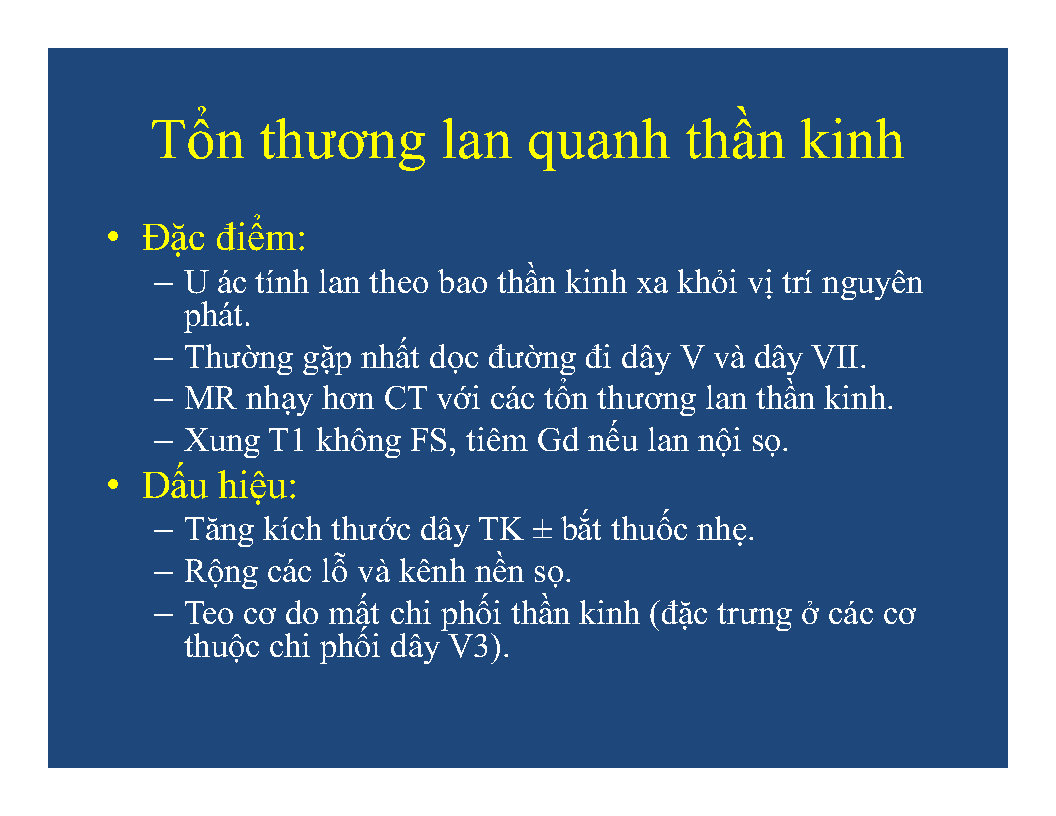 Tổn thương lan quanh thần kinh
• Đặc điểm:
– U ác tính lan theo bao thần kinh xa khỏi vị trí nguyên
phát.
– Thường gặp nhất dọc đường đi dây V và dây VII.
– MR nhạy hơn CT với các tổn thương lan thần kinh.
– Xung T1 không FS, tiêm Gd nếu lan nội sọ.
• Dấu hiệu:
– Tăng kích thước dây TK ± bắt thuốc nhẹ.
– Rộng các lỗ và kênh nền sọ.
– Teo cơ do mất chi phối thần kinh (đặc trưng ở các cơ
thuộc chi phối dây V3).